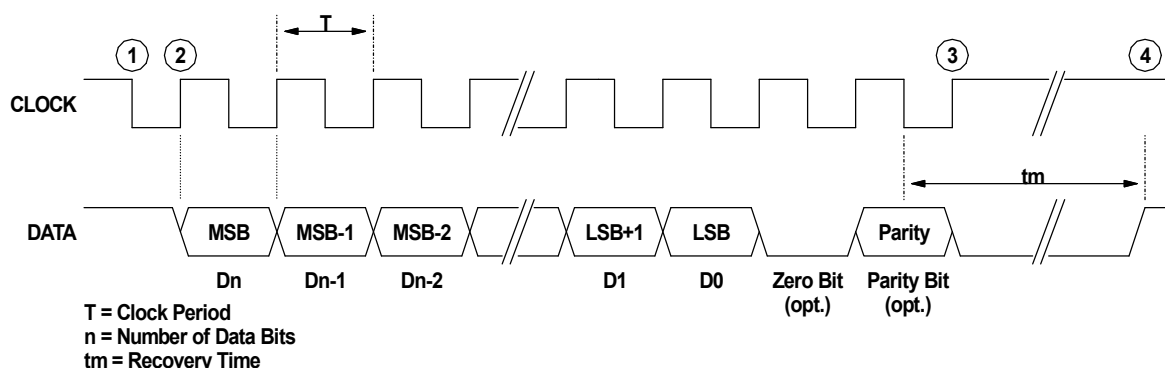 T
1 2 3 4
CLOCK
tm
DATA MSB MSB-1 MSB-2 LSB+1 LSB Parity
Dn Dn-1 Dn-2 D1 D0 Zero Bit Parity Bit
(opt.) (opt.)
T = Clock Period
n = Number of Data Bits
tm = Recovery Time